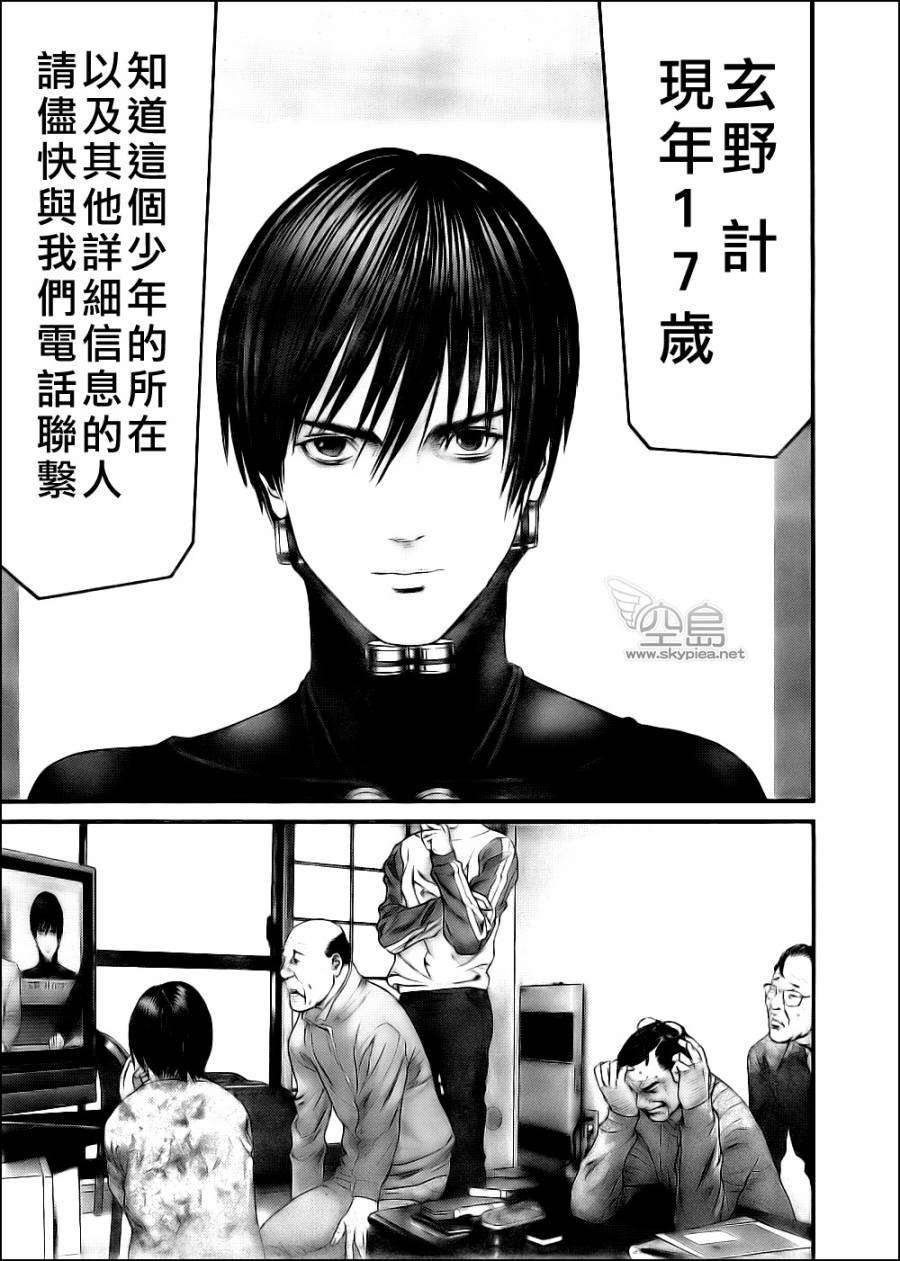 玄野 計
現年17歲
知道這個少年的所在
以及其他詳細信息的人
請儘快與我們電話聯繫
空島
www.skypiea.net